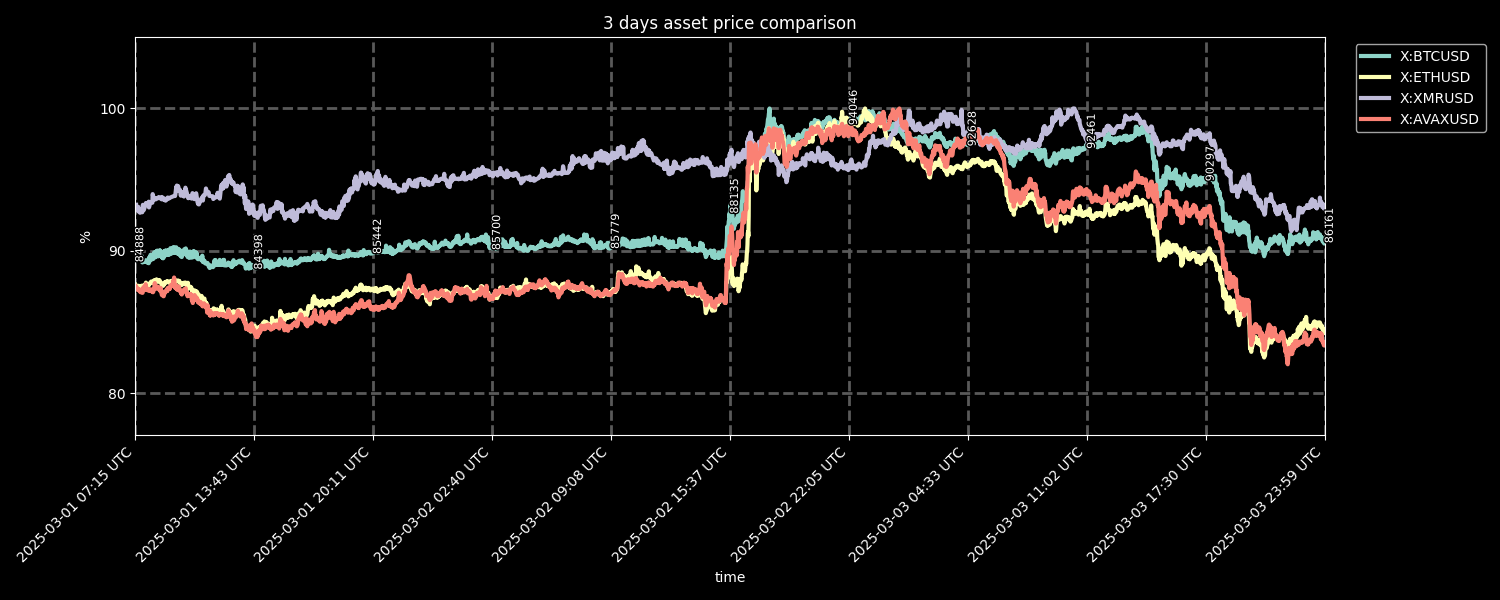 3 days asset price comparison
X:BTCUSD
X:ETHUSD
X:XMRUSD
X:AVAXUSD
100
90
80
%
84888
84398
85442
85700
85779
88135
94046
92628
92461
90297
86161
2025-03-01 07:15 UTC
2025-03-01 13:43 UTC
2025-03-01 20:11 UTC
2025-03-02 02:40 UTC
2025-03-02 09:08 UTC
2025-03-02 15:37 UTC
2025-03-02 22:05 UTC
2025-03-03 04:33 UTC
2025-03-03 11:02 UTC
2025-03-03 17:30 UTC
2025-03-03 23:59 UTC
time